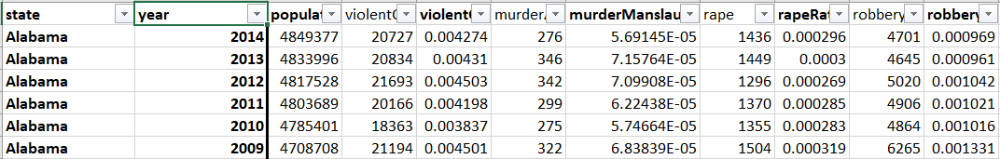 state year populat violentC violent murder murderManslau rape rapeRat robbery robbery
Alabama 2014 4849377 20727 0.004274 276 5.69145E-05 1436 0.000296 4701 0.000969
Alabama 2013 4833996 20834 0.00431 346 7.15764E-05 1449 0.0003 4645 0.000961
Alabama 2012 4817528 21693 0.004503 342 7.09908E-05 1296 0.000269 5020 0.001042
Alabama 2011 4803689 20166 0.004198 299 6.22438E-05 1370 0.000285 4906 0.001021
Alabama 2010 4785401 18363 0.003837 275 5.74664E-05 1355 0.000283 4864 0.001016
Alabama 2009 4708708 21194 0.004501 322 6.83839E-05 1504 0.000319 6265 0.001331